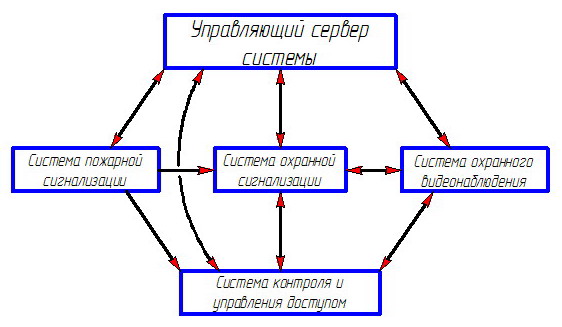 Управляющий сервер
системы
Система пожарной
сигнализации
Система охранной
сигнализации
Система охранного
видеонаблюдения
Система контроля и
управления доступом